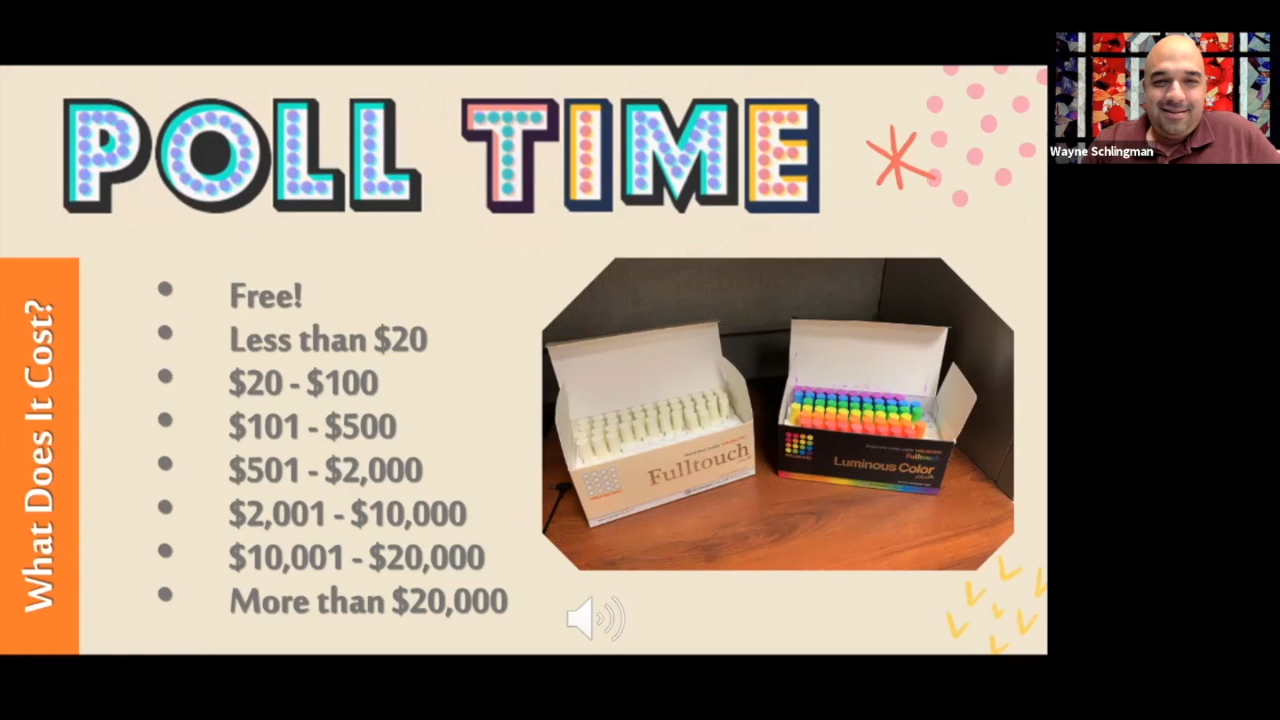 POLL TIME
Wayne Schlingman
What Does It Cost?
Free!
Less than $20
$20 - $100
$101 - $500
$501 - $2,000
$2,001 - $10,000
$10,001 - $20,000
More than $20,000
Fulltouch
Fulltouch
Luminous Color